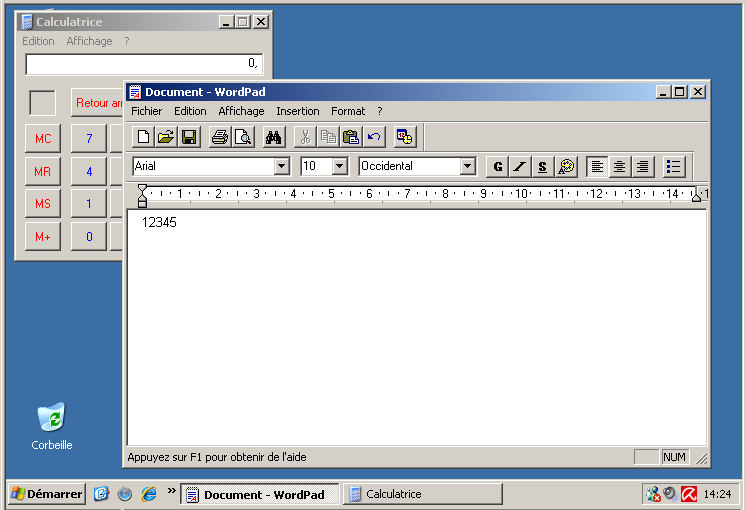 Calculatrice
Edition Affichage ?
0,
Retour
MC 7
MR 4
MS 1
M+ 0
Document - WordPad
Fichier Edition Affichage Insertion Format ?
Arial 10 Occidental G S
1 2 3 4 5 6 7 8 9 10 11 12 13 14 1
12345
Appuyez sur F1 pour obtenir de l'aide NUM
Corbeille
Démarrer » Document - WordPad Calculatrice 14:24